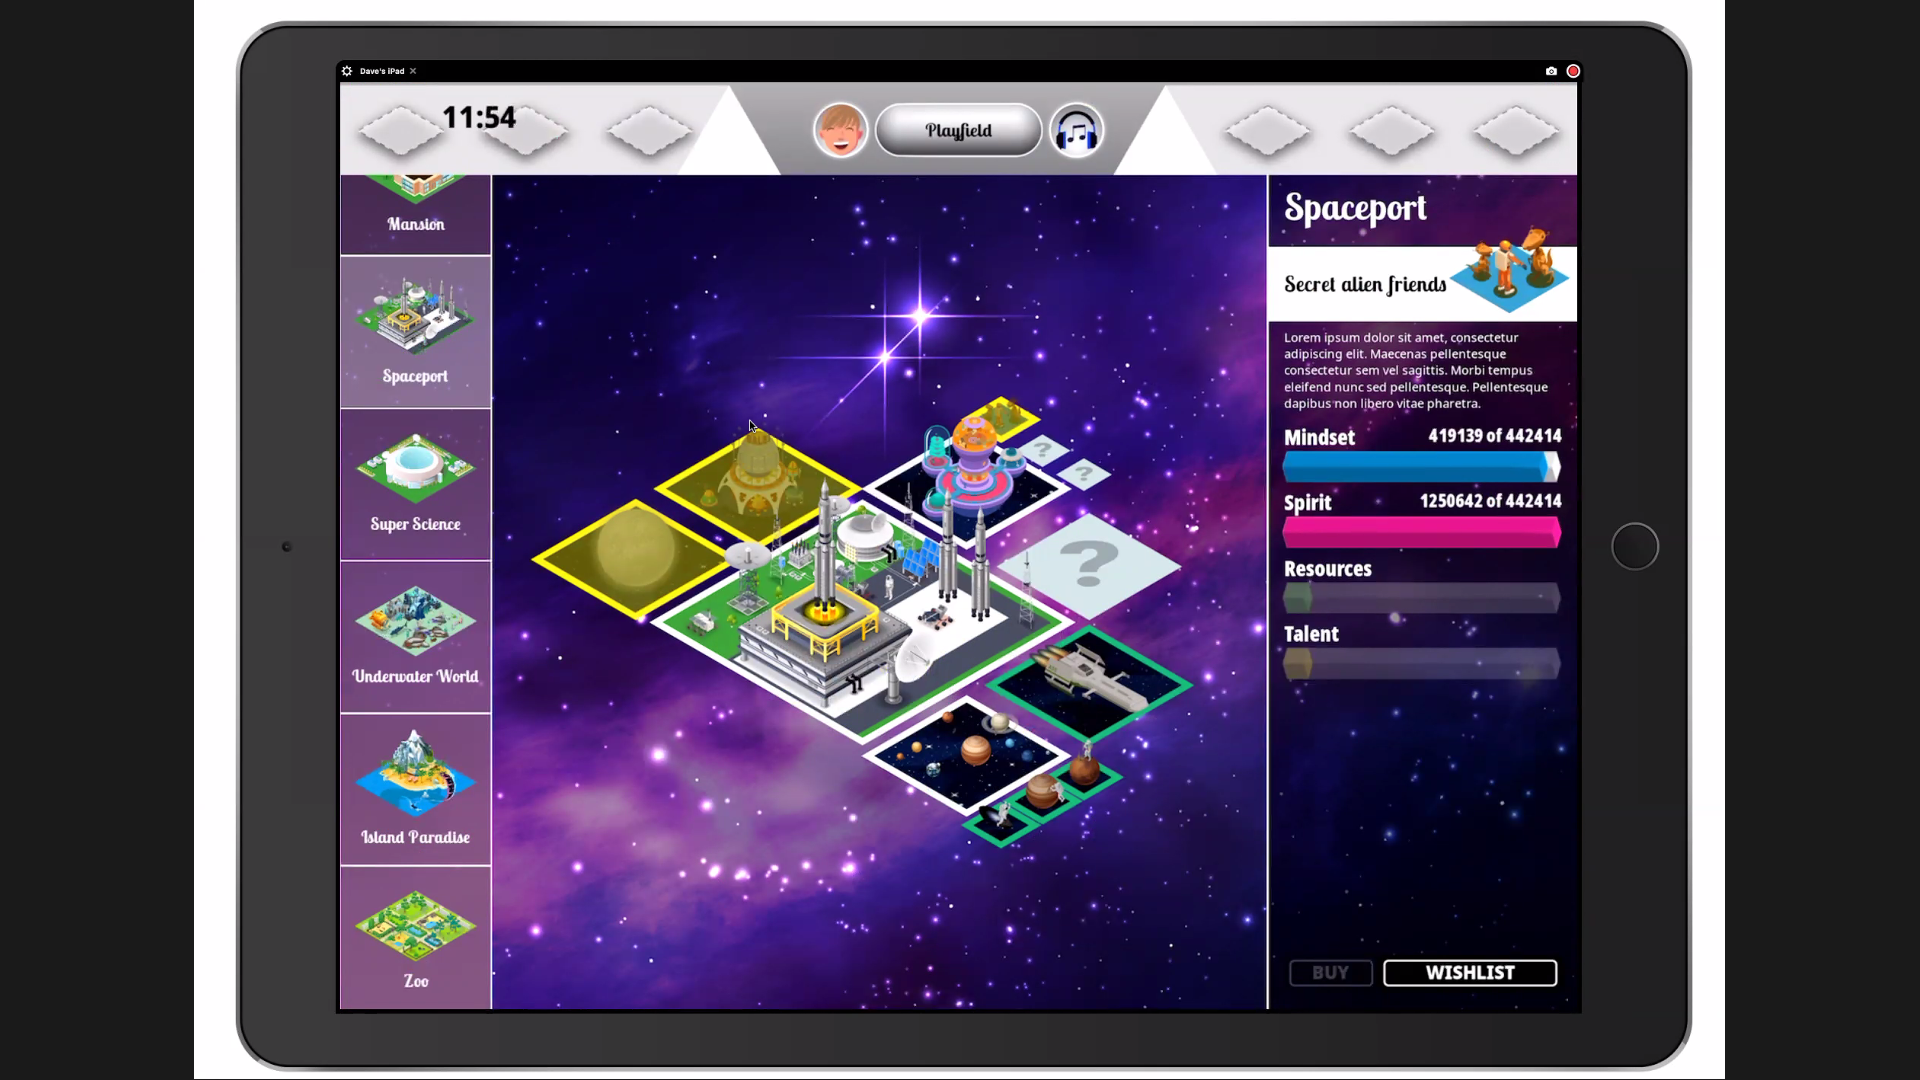 Dave's iPad
11:54
Playfield
Mansion
Spaceport
Super Science
Underwater World
Island Paradise
Zoo
?
?
?
Spaceport
Secret alien friends
Lorem ipsum dolor sit amet, consectetur
adipiscing elit. Maecenas pellentesque
consectetur sem vel sagittis. Morbi tempus
eleifend nunc sed pellentesque. Pellentesque
dapibus non libero vitae pharetra.
Mindset 419139 of 442414
Spirit 1250642 of 442414
Resources
Talent
BUY WISHLIST